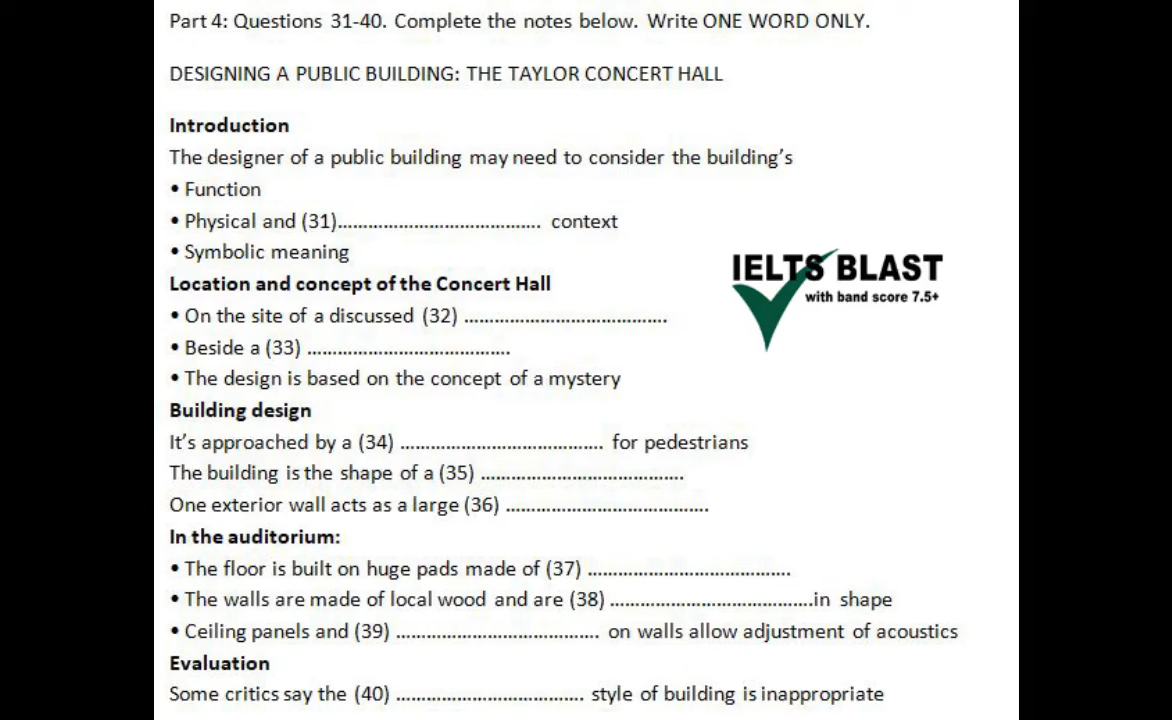 Part 4: Questions 31-40. Complete the notes below. Write ONE WORD ONLY.
DESIGNING A PUBLIC BUILDING: THE TAYLOR CONCERT HALL
Introduction
The designer of a public building may need to consider the building's
• Function
• Physical and (31)........................................ context
• Symbolic meaning
IELTS BLAST
with band score 7.5+
Location and concept of the Concert Hall
• On the site of a discussed (32) ........................................
• Beside a (33) ........................................
• The design is based on the concept of a mystery
Building design
It's approached by a (34) ........................................ for pedestrians
The building is the shape of a (35) ........................................
One exterior wall acts as a large (36) ........................................
In the auditorium:
• The floor is built on huge pads made of (37) ........................................
• The walls are made of local wood and are (38) ........................................in shape
• Ceiling panels and (39) ........................................ on walls allow adjustment of acoustics
Evaluation
Some critics say the (40) ..................................... style of building is inappropriate